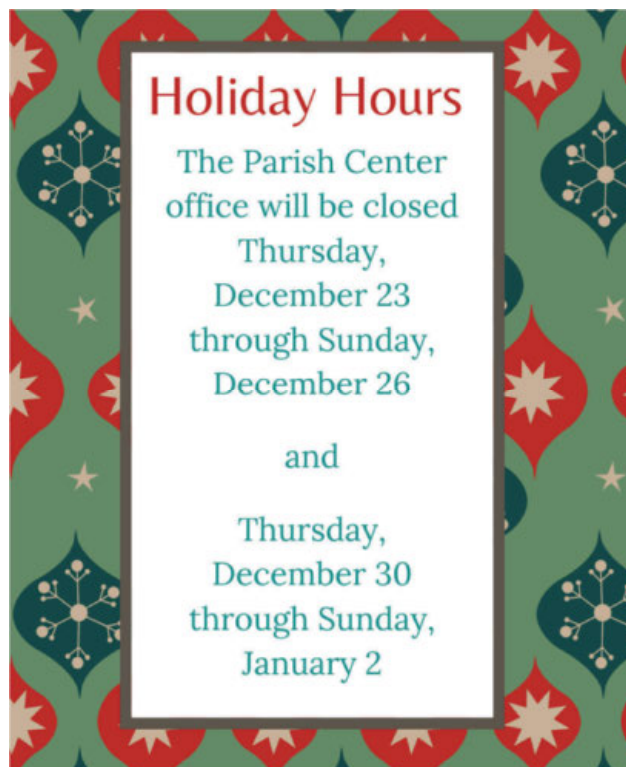 Holiday Hours
The Parish Center
office will be closed
Thursday,
December 23
through Sunday,
December 26
and
Thursday,
December 30
through Sunday,
January 2